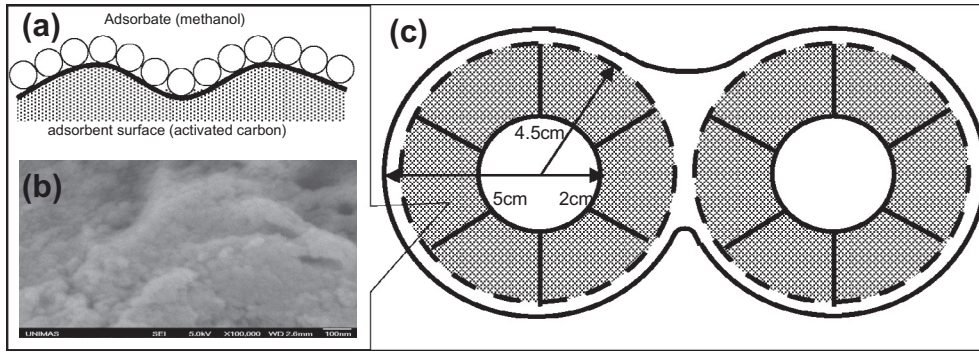 (a)
Adsorbate (methanol)
adsorbent surface (activated carbon)
(b)
UNIMAS SEI 5.0kV X100,000 WD 2.6mm 100nm
(c)
4.5cm
5cm 2cm